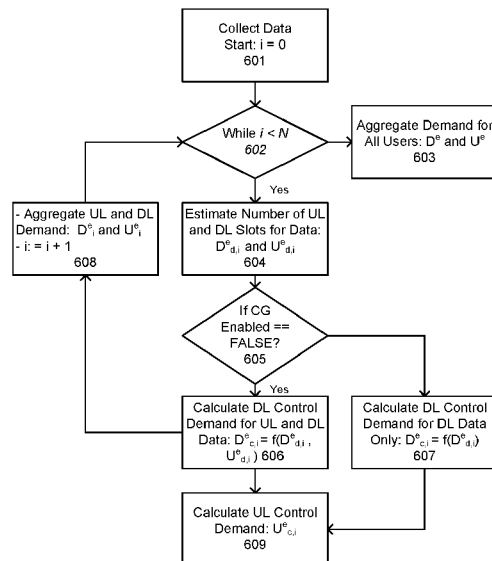 Collect Data
Start: i = 0
601
While i < N
602
Aggregate Demand for
All Users: Dᵉ and Uᵉ
603
Yes
- Aggregate UL and DL
Demand: Dᵉᵢ and Uᵉᵢ
- i: = i + 1
608
Estimate Number of UL
and DL Slots for Data:
Dᵉd,i and Uᵉd,i
604
If CG
Enabled ==
FALSE?
605
Yes
Calculate DL Control
Demand for UL and DL
Data: Dᵉc,i = f(Dᵉd,i ,
Uᵉd,i ) 606
Calculate DL Control
Demand for DL Data
Only: Dᵉc,i = f(Dᵉd,i)
607
Calculate UL Control
Demand: Uᵉc,i
609